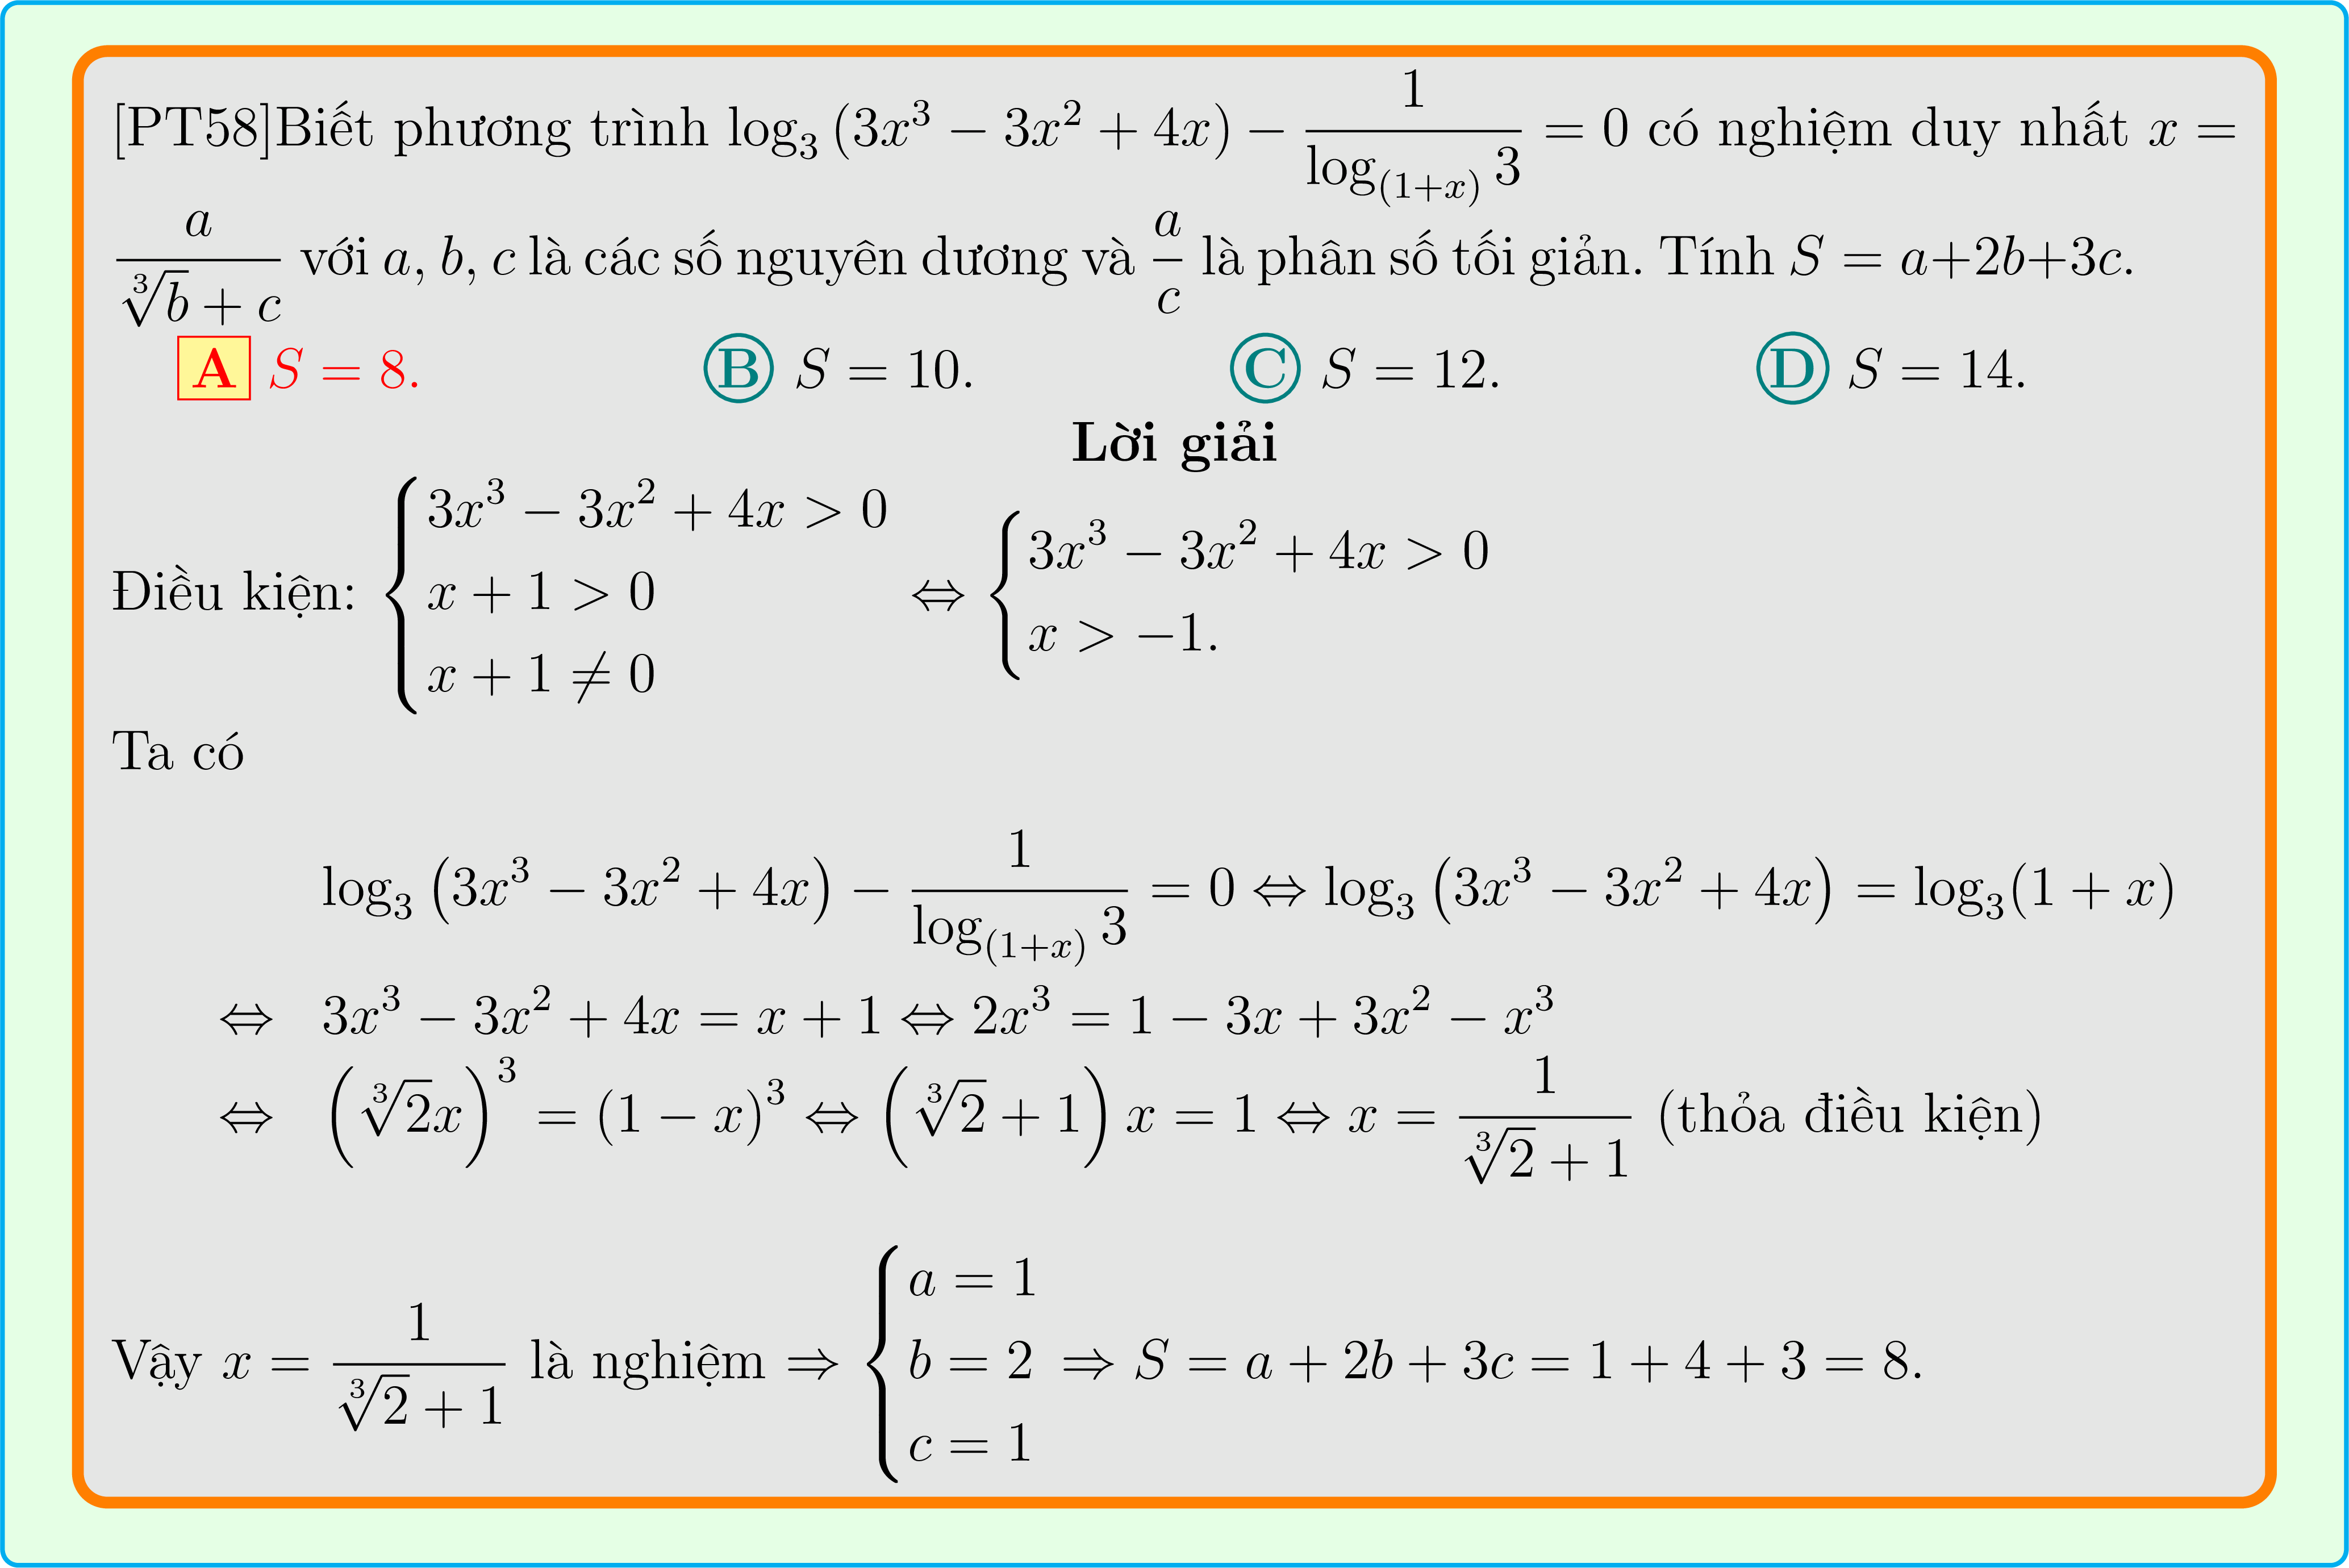 [PT58]Biết phương trình $\log_3 (3x^3 - 3x^2 + 4x) - \dfrac{1}{\log_{(1+x)} 3} = 0$ có nghiệm duy nhất $x =$
$\dfrac{a}{\sqrt[3]{b} + c}$ với $a, b, c$ là các số nguyên dương và $\dfrac{a}{c}$ là phân số tối giản. Tính $S = a+2b+3c.$
A $S = 8.$ B $S = 10.$ C $S = 12.$ D $S = 14.$
Lời giải
Điều kiện: $\begin{cases} 3x^3 - 3x^2 + 4x > 0 \\ x + 1 > 0 \\ x + 1 \neq 0 \end{cases} \Leftrightarrow \begin{cases} 3x^3 - 3x^2 + 4x > 0 \\ x > -1. \end{cases}$
Ta có
$\log_3 \left(3x^3 - 3x^2 + 4x\right) - \dfrac{1}{\log_{(1+x)} 3} = 0 \Leftrightarrow \log_3 \left(3x^3 - 3x^2 + 4x\right) = \log_3(1 + x)$
$\Leftrightarrow 3x^3 - 3x^2 + 4x = x + 1 \Leftrightarrow 2x^3 = 1 - 3x + 3x^2 - x^3$
$\Leftrightarrow \left(\sqrt[3]{2}x\right)^3 = (1 - x)^3 \Leftrightarrow \left(\sqrt[3]{2} + 1\right) x = 1 \Leftrightarrow x = \dfrac{1}{\sqrt[3]{2} + 1}$ (thỏa điều kiện)
Vậy $x = \dfrac{1}{\sqrt[3]{2} + 1}$ là nghiệm $\Rightarrow \begin{cases} a = 1 \\ b = 2 \\ c = 1 \end{cases} \Rightarrow S = a + 2b + 3c = 1 + 4 + 3 = 8.$